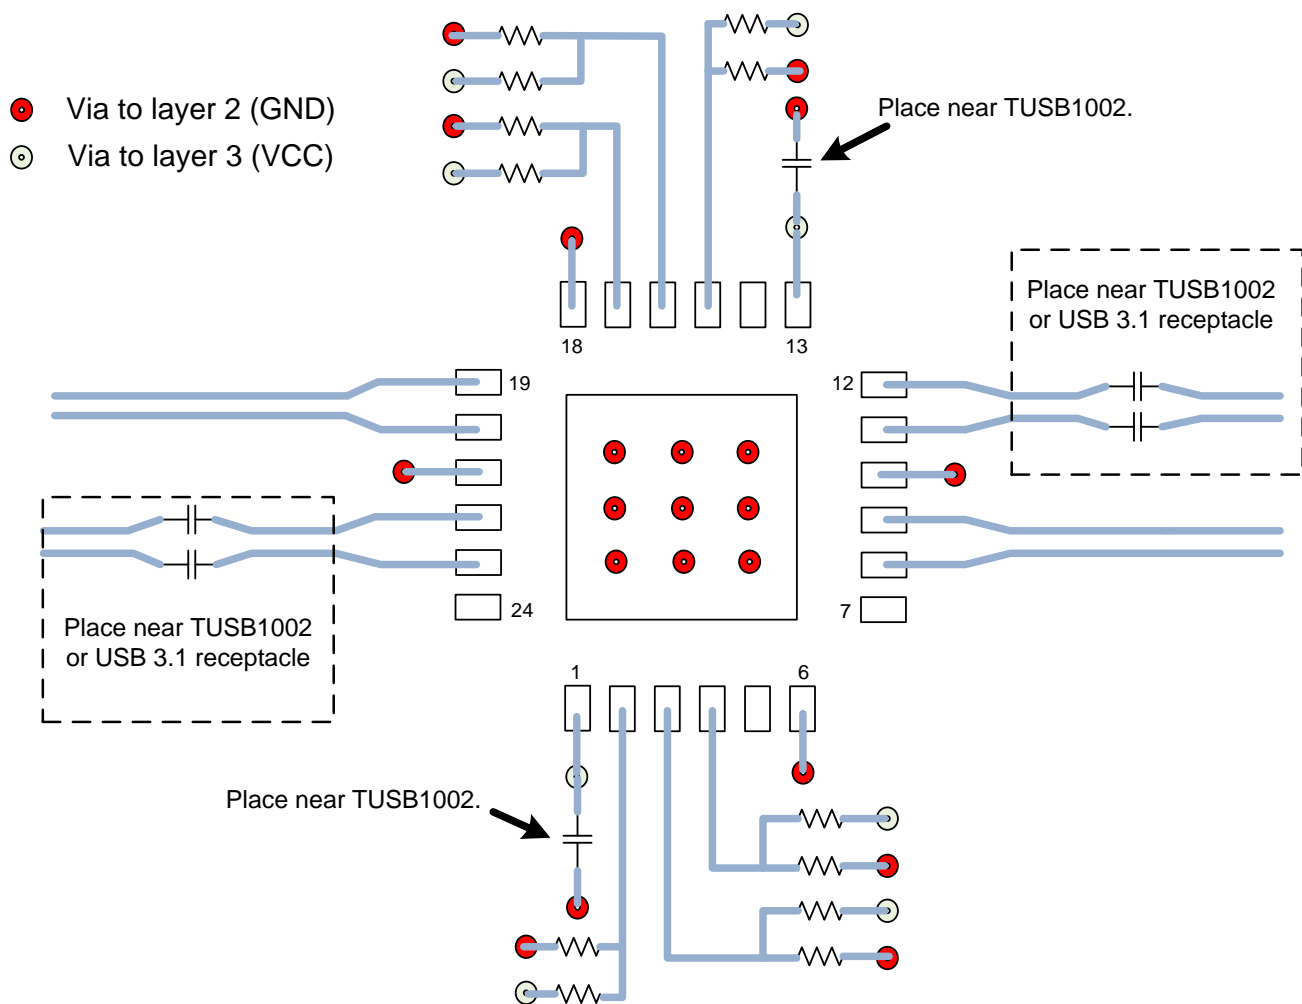 Via to layer 2 (GND)
Via to layer 3 (VCC)
Place near TUSB1002.
Place near TUSB1002
or USB 3.1 receptacle
18
13
19
12
24
7
Place near TUSB1002
or USB 3.1 receptacle
1
6
Place near TUSB1002.